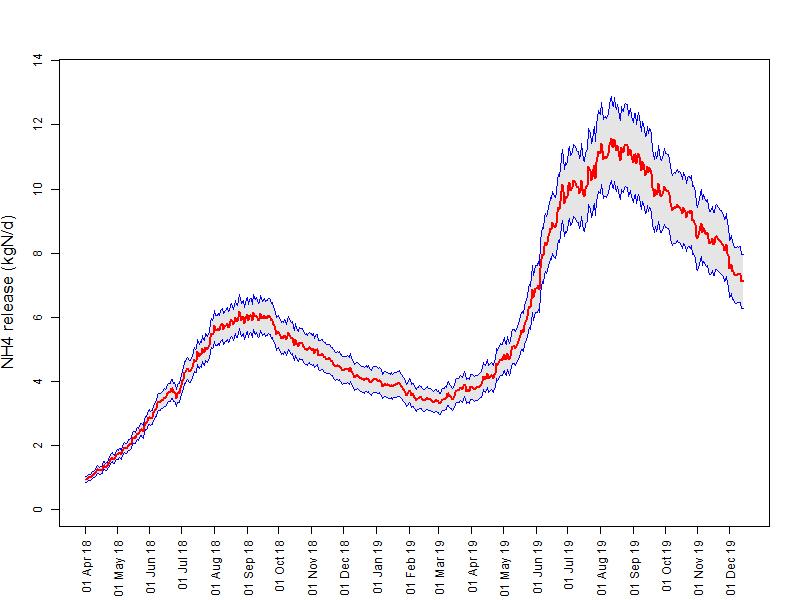 NH4 release (kgN/d)
14
12
10
8
6
4
2
0
01 Apr 18
01 May 18
01 Jun 18
01 Jul 18
01 Aug 18
01 Sep 18
01 Oct 18
01 Nov 18
01 Dec 18
01 Jan 19
01 Feb 19
01 Mar 19
01 Apr 19
01 May 19
01 Jun 19
01 Jul 19
01 Aug 19
01 Sep 19
01 Oct 19
01 Nov 19
01 Dec 19